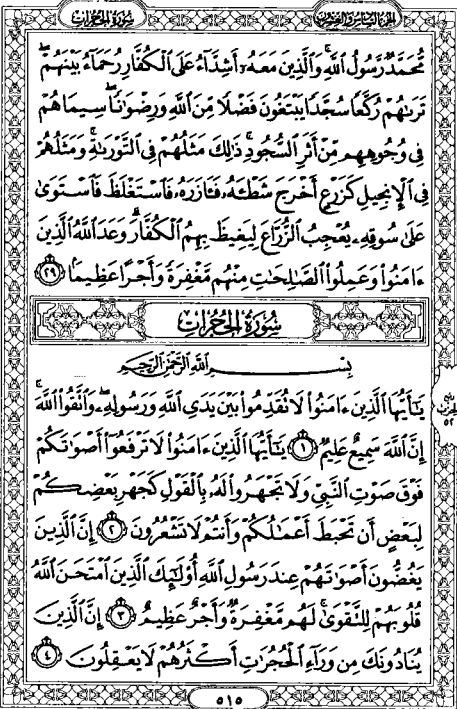 الجزء السادس والعشرون
سورة الحجرات
مُّحَمَّدٌ رَّسُولُ ٱللَّهِ ۚ وَٱلَّذِينَ مَعَهُۥٓ أَشِدَّآءُ عَلَى ٱلْكُفَّارِ رُحَمَآءُ بَيْنَهُمْ ۖ
تَرَىٰهُمْ رُكَّعًا سُجَّدًا يَبْتَغُونَ فَضْلًا مِّنَ ٱللَّهِ وَرِضْوَٰنًا ۖ سِيمَاهُمْ
فِى وُجُوهِهِم مِّنْ أَثَرِ ٱلسُّجُودِ ۚ ذَٰلِكَ مَثَلُهُمْ فِى ٱلتَّوْرَىٰةِ ۚ وَمَثَلُهُمْ
فِى ٱلْإِنجِيلِ كَزَرْعٍ أَخْرَجَ شَطْـَٔهُۥ فَـَٔازَرَهُۥ فَٱسْتَغْلَظَ فَٱسْتَوَىٰ
عَلَىٰ سُوقِهِۦ يُعْجِبُ ٱلزُّرَّاعَ لِيَغِيظَ بِهِمُ ٱلْكُفَّارَ ۗ وَعَدَ ٱللَّهُ ٱلَّذِينَ
ءَامَنُوا۟ وَعَمِلُوا۟ ٱلصَّٰلِحَٰتِ مِنْهُم مَّغْفِرَةً وَأَجْرًا عَظِيمًۢا ٢٩
سُورَةُ الْحُجُرَاتِ
بِسْمِ ٱللَّهِ ٱلرَّحْمَٰنِ ٱلرَّحِيمِ
يَٰٓأَيُّهَا ٱلَّذِينَ ءَامَنُوا۟ لَا تُقَدِّمُوا۟ بَيْنَ يَدَىِ ٱللَّهِ وَرَسُولِهِۦ ۖ وَٱتَّقُوا۟ ٱللَّهَ ۚ
إِنَّ ٱللَّهَ سَمِيعٌ عَلِيمٌ ١ يَٰٓأَيُّهَا ٱلَّذِينَ ءَامَنُوا۟ لَا تَرْفَعُوٓا۟ أَصْوَٰتَكُمْ
فَوْقَ صَوْتِ ٱلنَّبِىِّ وَلَا تَجْهَرُوا۟ لَهُۥ بِٱلْقَوْلِ كَجَهْرِ بَعْضِكُمْ
لِبَعْضٍ أَن تَحْبَطَ أَعْمَٰلُكُمْ وَأَنتُمْ لَا تَشْعُرُونَ ٢ إِنَّ ٱلَّذِينَ
يَغُضُّونَ أَصْوَٰتَهُمْ عِندَ رَسُولِ ٱللَّهِ أُو۟لَٰٓئِكَ ٱلَّذِينَ ٱمْتَحَنَ ٱللَّهُ
قُلُوبَهُمْ لِلتَّقْوَىٰ ۚ لَهُم مَّغْفِرَةٌ وَأَجْرٌ عَظِيمٌ ٣ إِنَّ ٱلَّذِينَ
يُنَادُونَكَ مِن وَرَآءِ ٱلْحُجُرَٰتِ أَكْثَرُهُمْ لَا يَعْقِلُونَ ٤
٥٢
٥١٥